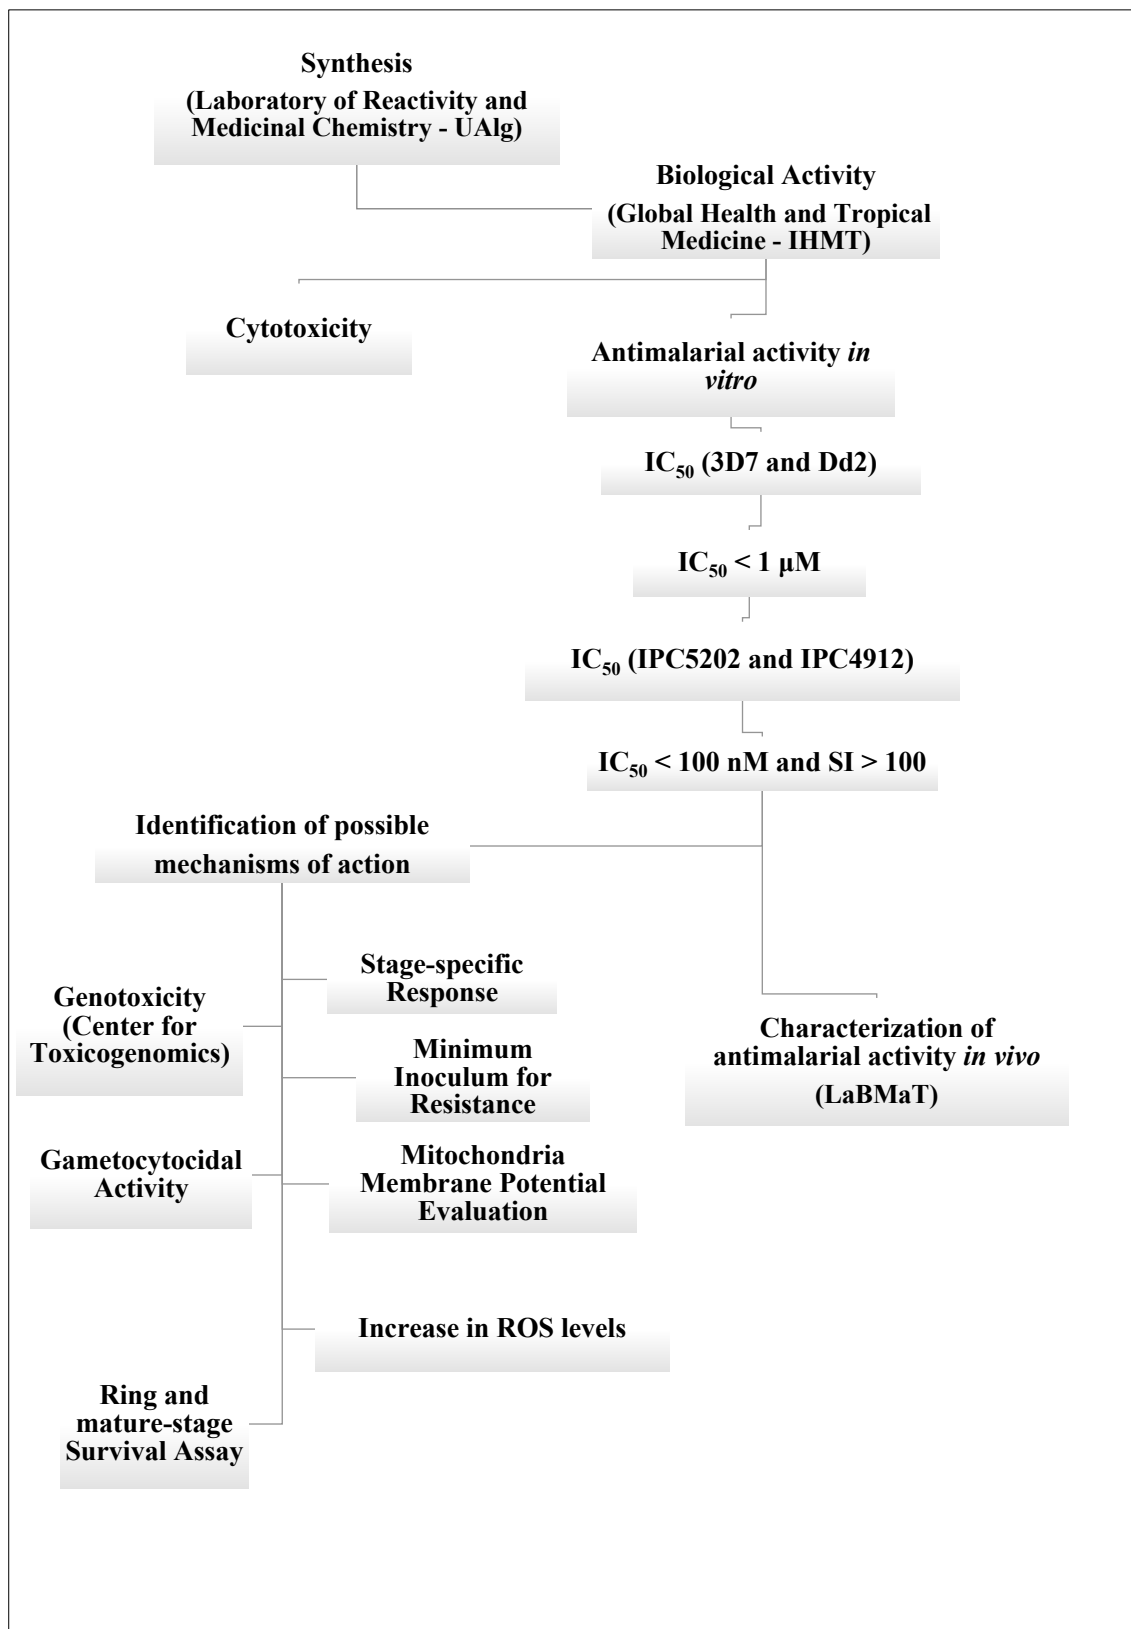 Synthesis
(Laboratory of Reactivity and
Medicinal Chemistry - UAlg)
Biological Activity
(Global Health and Tropical
Medicine - IHMT)
Cytotoxicity
Antimalarial activity in
vitro
IC50 (3D7 and Dd2)
IC50 < 1 μM
IC50 (IPC5202 and IPC4912)
IC50 < 100 nM and SI > 100
Identification of possible
mechanisms of action
Stage-specific
Response
Genotoxicity
(Center for
Toxicogenomics)
Characterization of
antimalarial activity in vivo
(LaBMaT)
Minimum
Inoculum for
Resistance
Gametocytocidal
Activity
Mitochondria
Membrane Potential
Evaluation
Increase in ROS levels
Ring and
mature-stage
Survival Assay